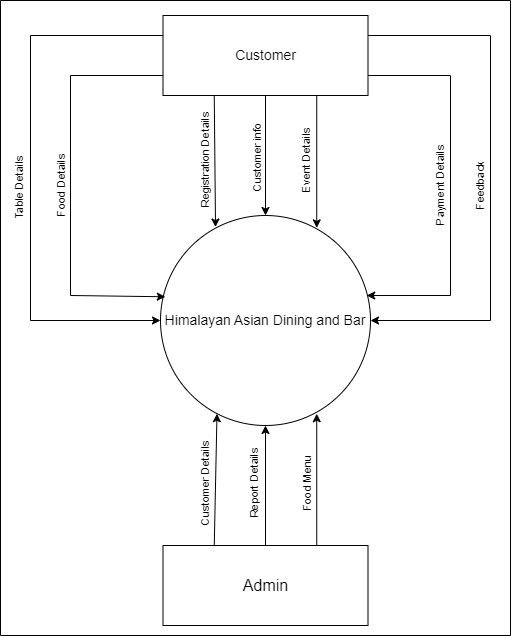 Customer
Table Details
Food Details
Registration Details
Customer info
Event Details
Payment Details
Feedback
Himalayan Asian Dining and Bar
Customer Details
Report Details
Food Menu
Admin